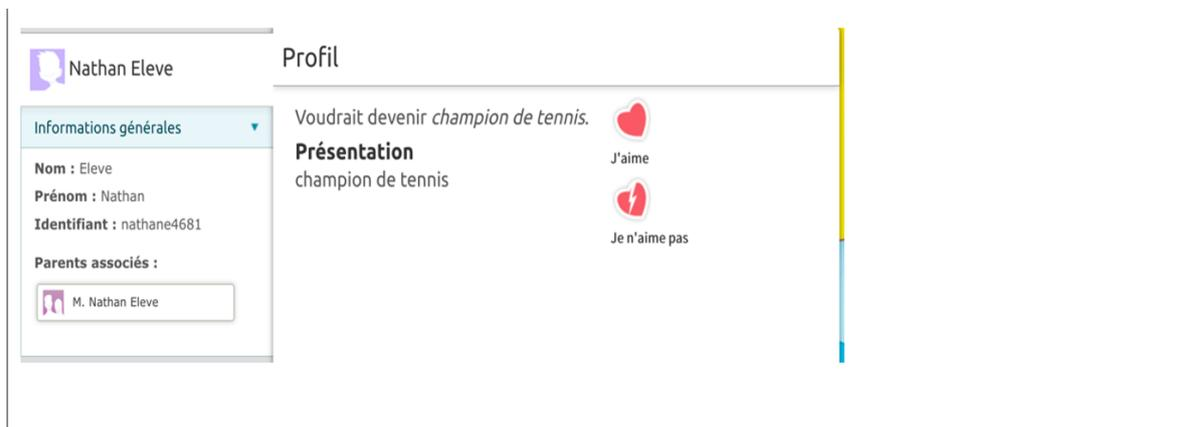 Nathan Eleve
Informations générales
Nom : Eleve
Prénom : Nathan
Identifiant : nathane4681
Parents associés :
M. Nathan Eleve
Profil
Voudrait devenir champion de tennis.
Présentation
champion de tennis
J'aime
Je n'aime pas